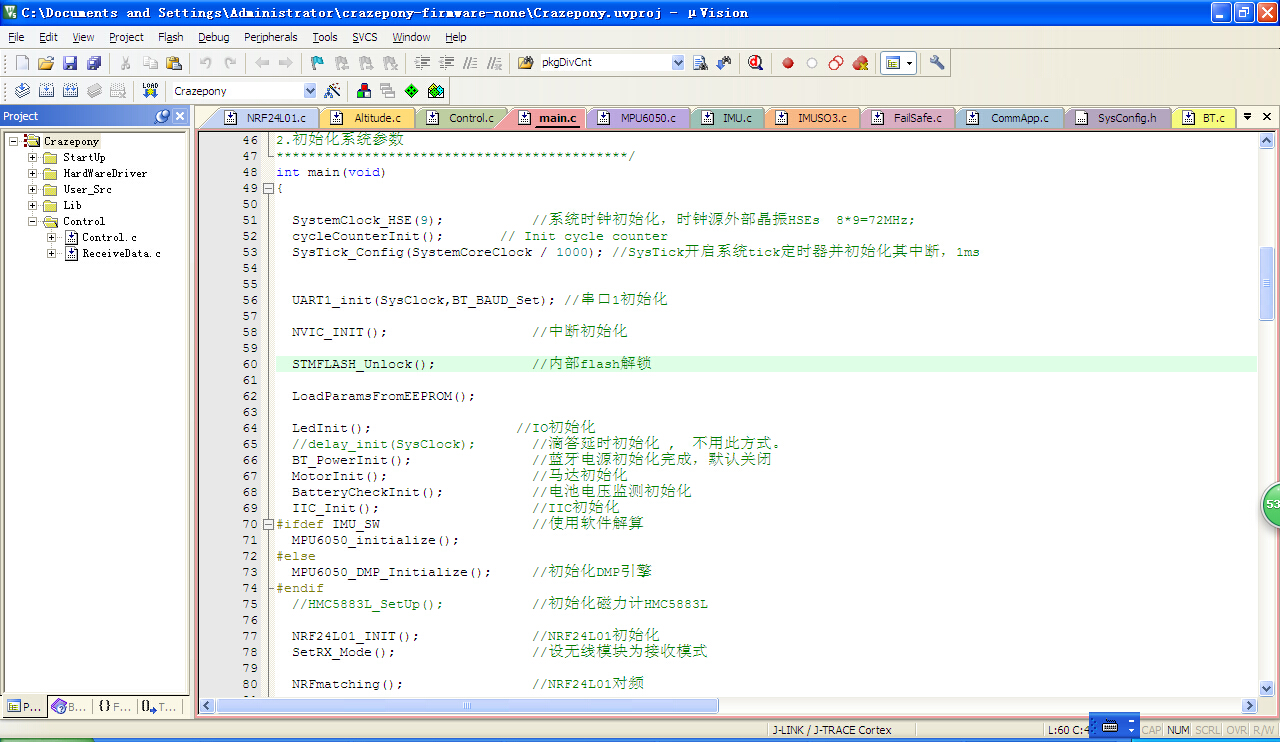 C:\Documents and Settings\Administrator\crazepony-firmware-none\Crazepony.uvproj - µVision
File Edit View Project Flash Debug Peripherals Tools SVCS Window Help
pkgDivCnt
LOAD Crazepony
Project
NRF24L01.c Altitude.c Control.c main.c MPU6050.c IMU.c IMUSO3.c FailSafe.c CommApp.c SysConfig.h BT.c
Crazepony
StartUp
HardWareDriver
User_Src
Lib
Control
Control.c
ReceiveData.c
46 2.初始化系统参数
47 ********************************************/
48 int main(void)
49 {
50
51 SystemClock_HSE(9); //系统时钟初始化，时钟源外部晶振HSEs 8*9=72MHz;
52 cycleCounterInit(); // Init cycle counter
53 SysTick_Config(SystemCoreClock / 1000); //SysTick开启系统tick定时器并初始化其中断，1ms
54
55
56 UART1_init(SysClock,BT_BAUD_Set); //串口1初始化
57
58 NVIC_INIT(); //中断初始化
59
60 STMFLASH_Unlock(); //内部flash解锁
61
62 LoadParamsFromEEPROM();
63
64 LedInit(); //IO初始化
65 //delay_init(SysClock); //滴答延时初始化 ， 不用此方式。
66 BT_PowerInit(); //蓝牙电源初始化完成，默认关闭
67 MotorInit(); //马达初始化
68 BatteryCheckInit(); //电池电压监测初始化
69 IIC_Init(); //IIC初始化
70 #ifdef IMU_SW //使用软件解算
71 MPU6050_initialize();
72 #else
73 MPU6050_DMP_Initialize(); //初始化DMP引擎
74 #endif
75 //HMC5883L_SetUp(); //初始化磁力计HMC5883L
76
77 NRF24L01_INIT(); //NRF24L01初始化
78 SetRX_Mode(); //设无线模块为接收模式
79
80 NRFmatching(); //NRF24L01对频
53
P... B... {} F... 0 T...
J-LINK / J-TRACE Cortex L:60 CAP NUM SCRL OVR R/W